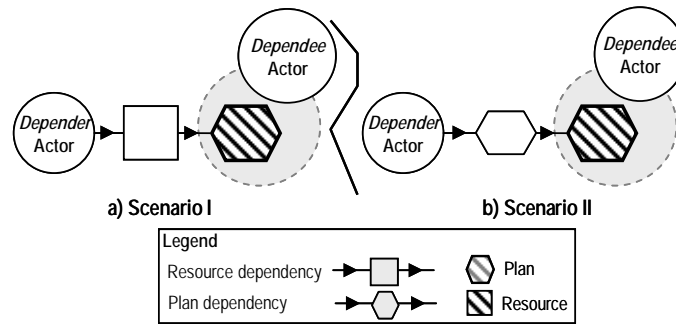 Dependee
Actor
Depender
Actor
a) Scenario I
Dependee
Actor
Depender
Actor
b) Scenario II
Legend
Resource dependency
Plan
Plan dependency
Resource